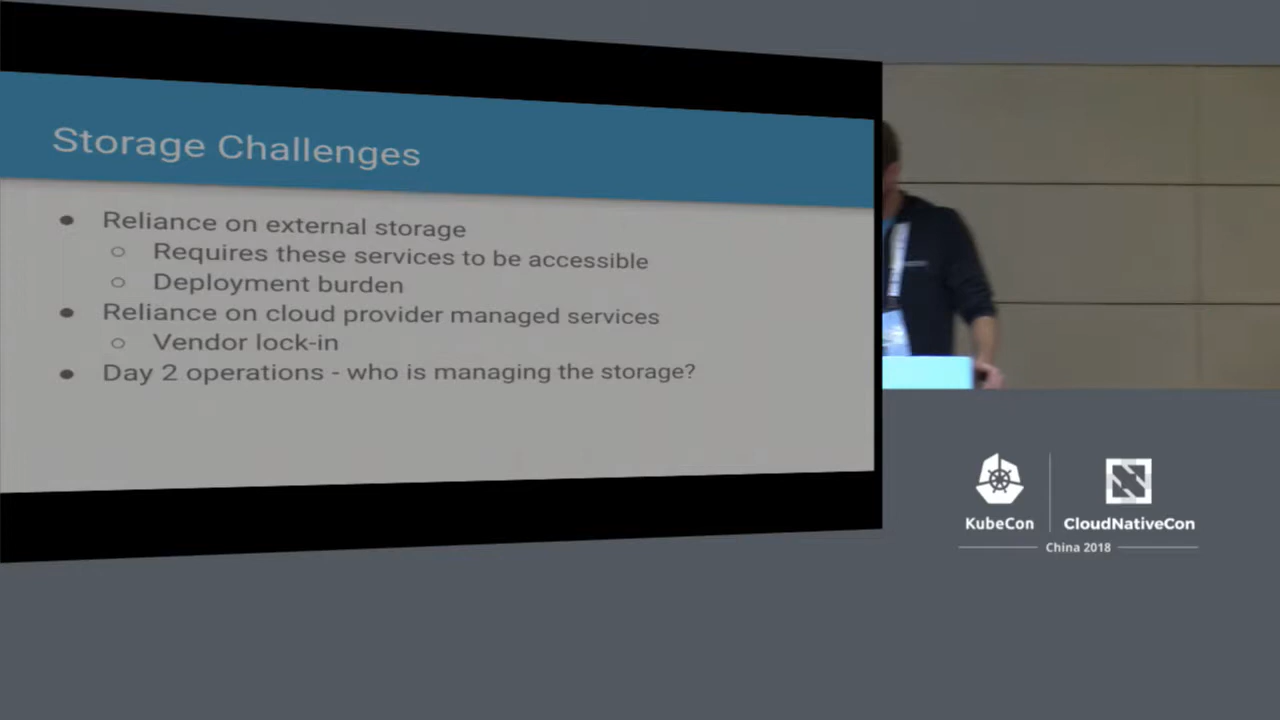 Storage Challenges
● Reliance on external storage
○ Requires these services to be accessible
○ Deployment burden
● Reliance on cloud provider managed services
○ Vendor lock-in
● Day 2 operations - who is managing the storage?
KubeCon
CloudNativeCon
China 2018